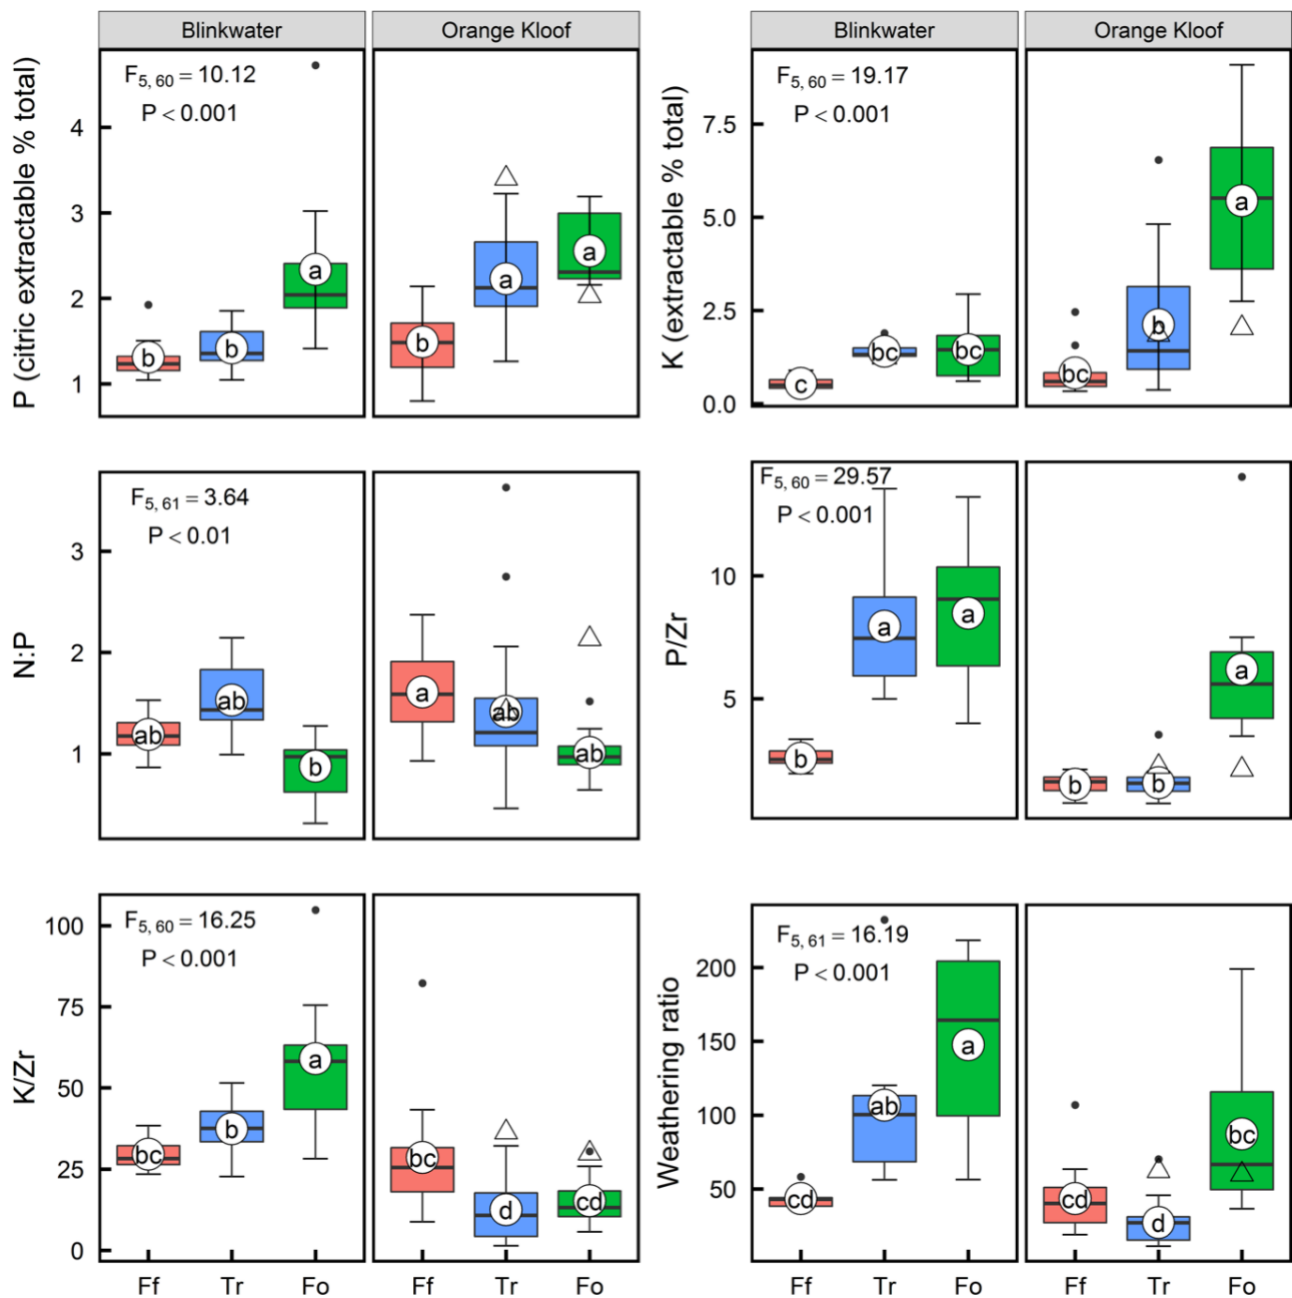 Blinkwater
Orange Kloof
P (citric extractable % total)
F5, 60 = 10.12
P < 0.001
4
3
2
1
b
b
a
b
a
a
Blinkwater
Orange Kloof
K (extractable % total)
F5, 60 = 19.17
P < 0.001
7.5
5.0
2.5
0.0
c
bc
bc
bc
b
a
N:P
F5, 61 = 3.64
P < 0.01
3
2
1
ab
ab
b
a
ab
ab
P/Zr
F5, 60 = 29.57
P < 0.001
10
5
b
a
a
b
b
a
K/Zr
F5, 60 = 16.25
P < 0.001
100
75
50
25
0
bc
b
a
bc
d
cd
Ff Tr Fo
Ff Tr Fo
Weathering ratio
F5, 61 = 16.19
P < 0.001
200
150
100
50
cd
ab
a
cd
d
bc
Ff Tr Fo
Ff Tr Fo